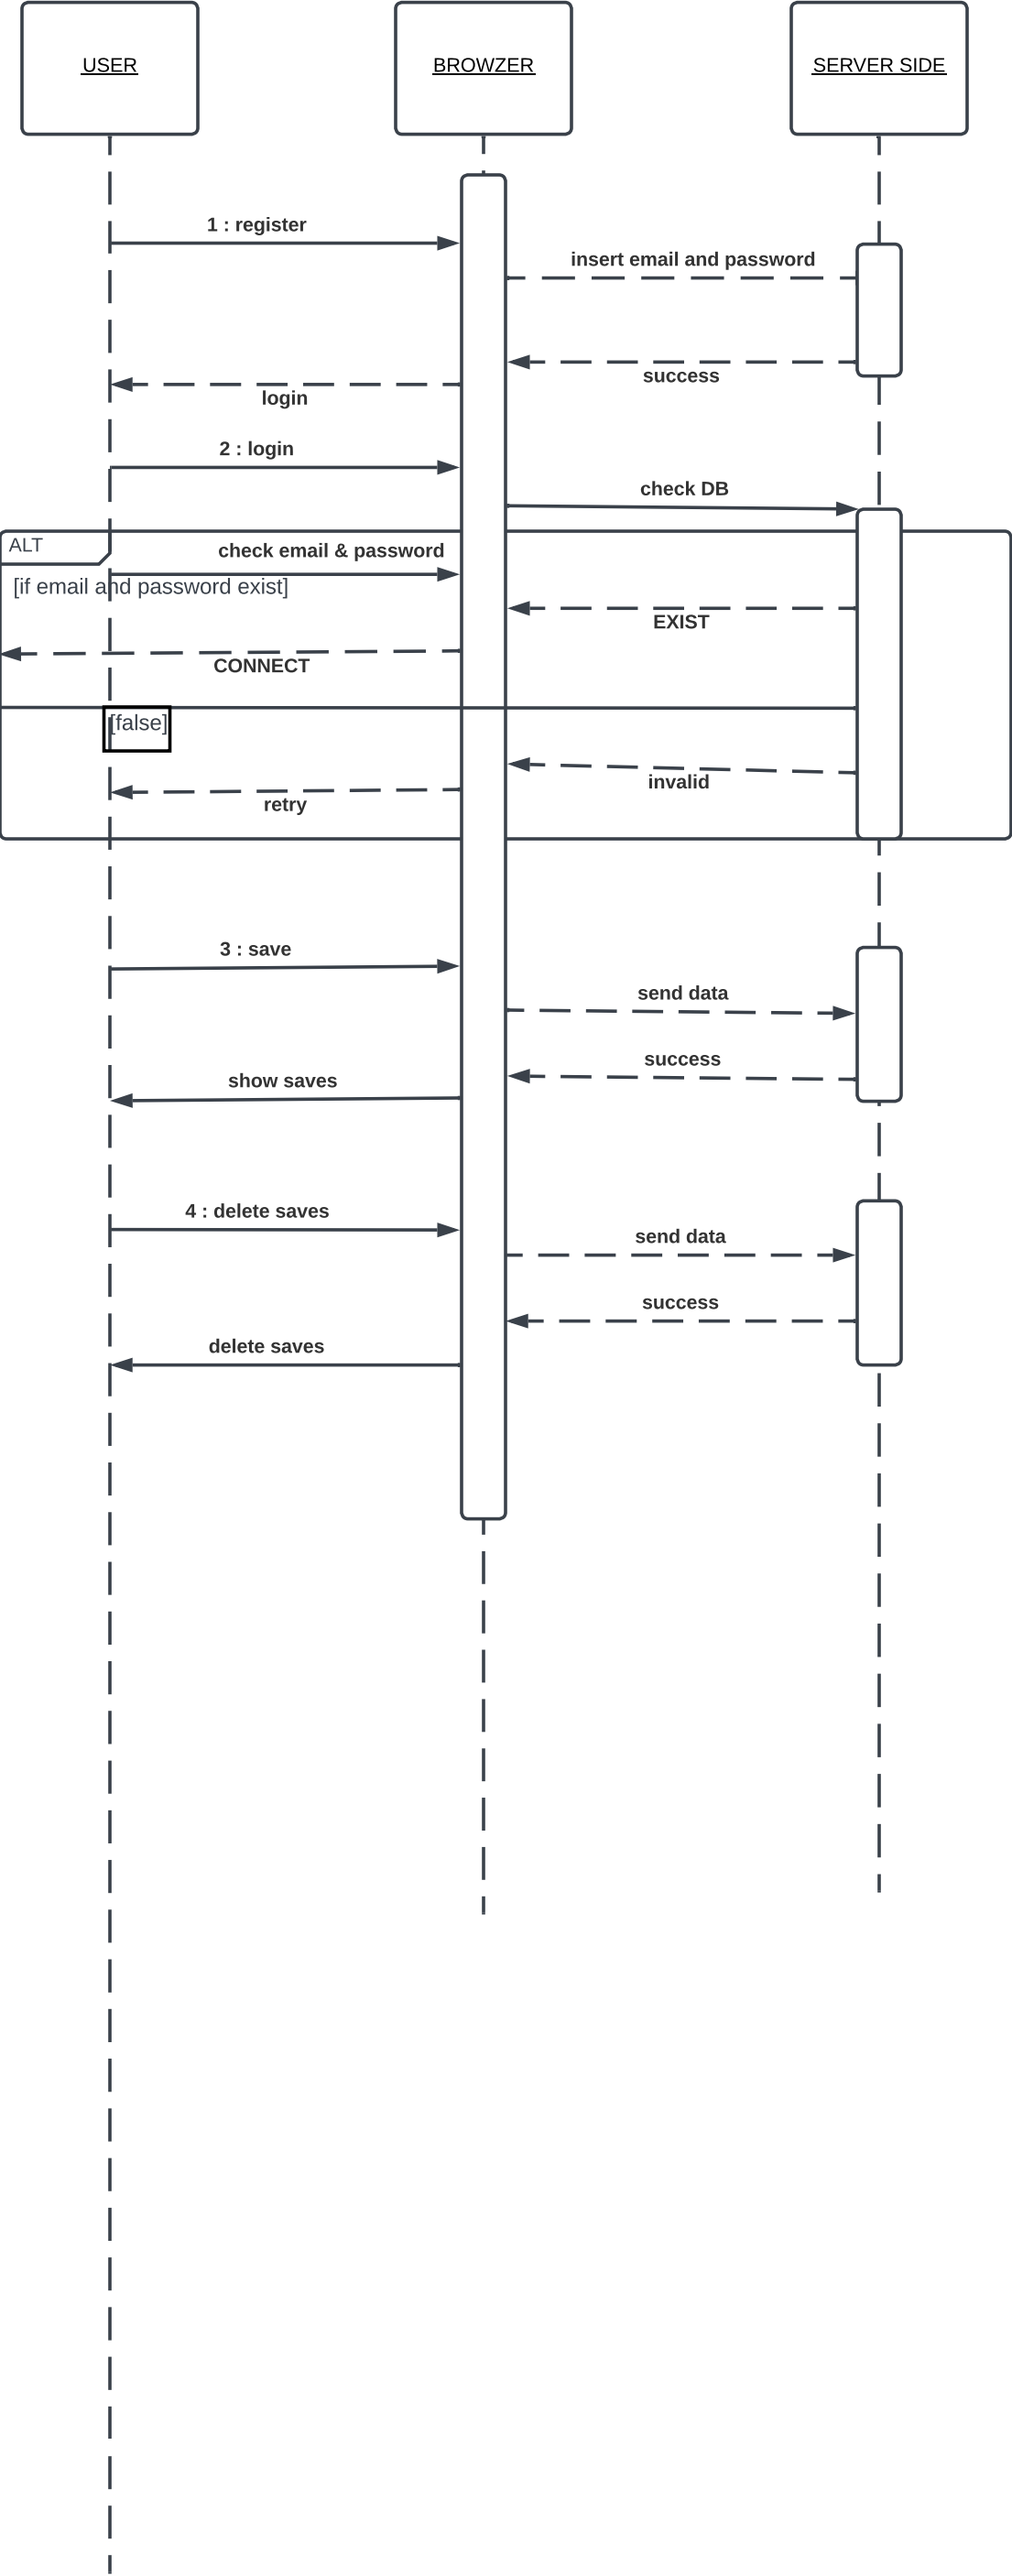 USER
BROWZER
SERVER SIDE
1 : register
insert email and password
success
login
2 : login
check DB
ALT
check email & password
[if email and password exist]
EXIST
CONNECT
[false]
invalid
retry
3 : save
send data
success
show saves
4 : delete saves
send data
success
delete saves